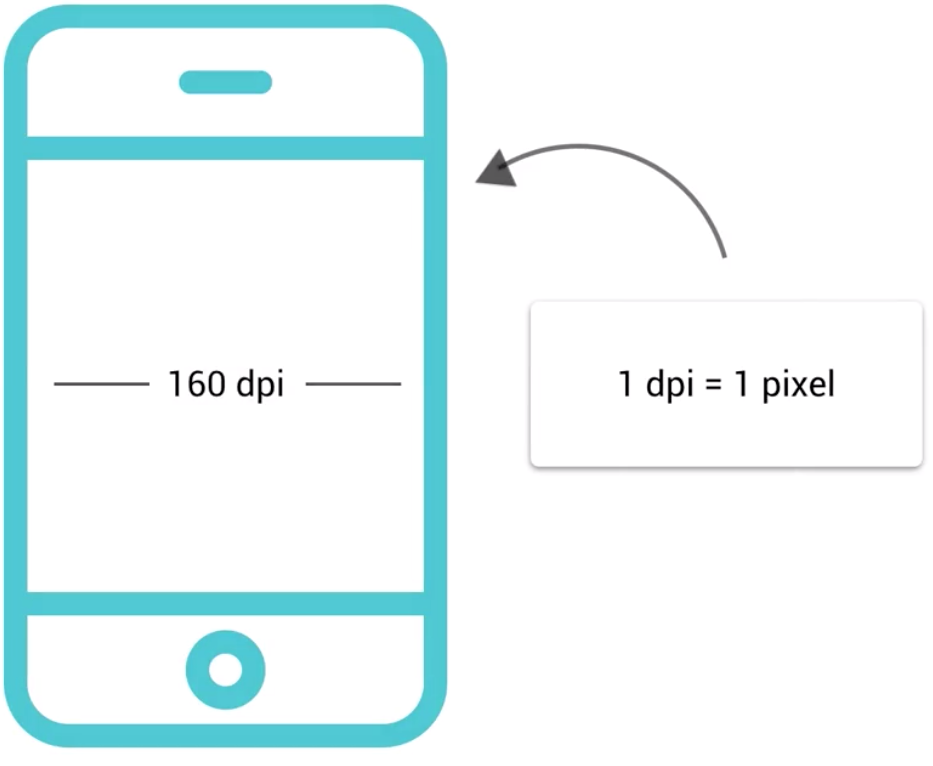 160 dpi
1 dpi = 1 pixel